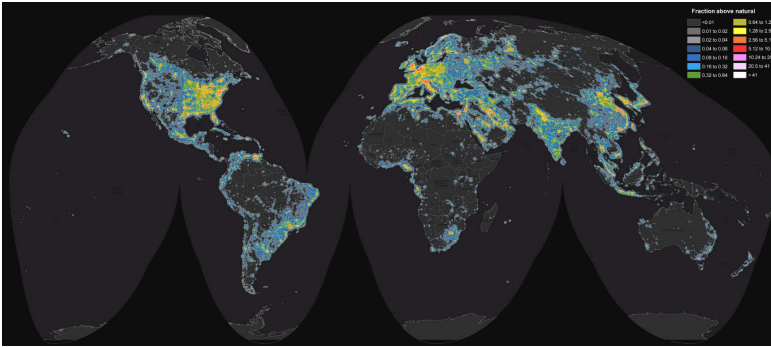 Fraction above natural
<0.01
0.01 to 0.02
0.02 to 0.04
0.04 to 0.08
0.08 to 0.16
0.16 to 0.32
0.32 to 0.64
0.64 to 1.2
1.28 to 2.5
2.56 to 5.1
5.12 to 10.
10.24 to 20
20.5 to 41
> 41